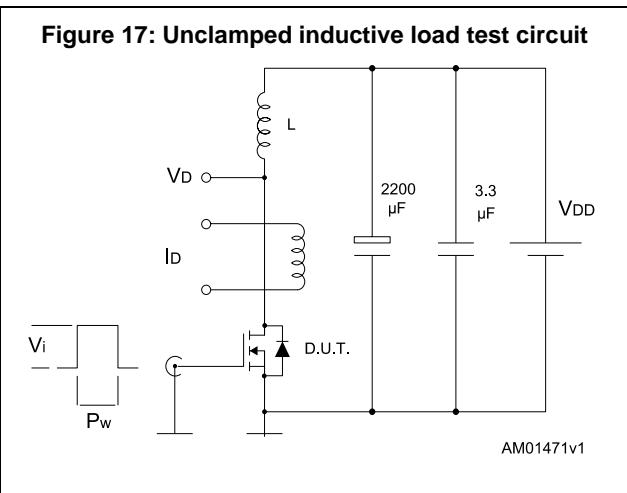 Figure 17: Unclamped inductive load test circuit
L
VD
2200
µF
3.3
µF
VDD
ID
Vi
D.U.T.
Pw
AM01471v1